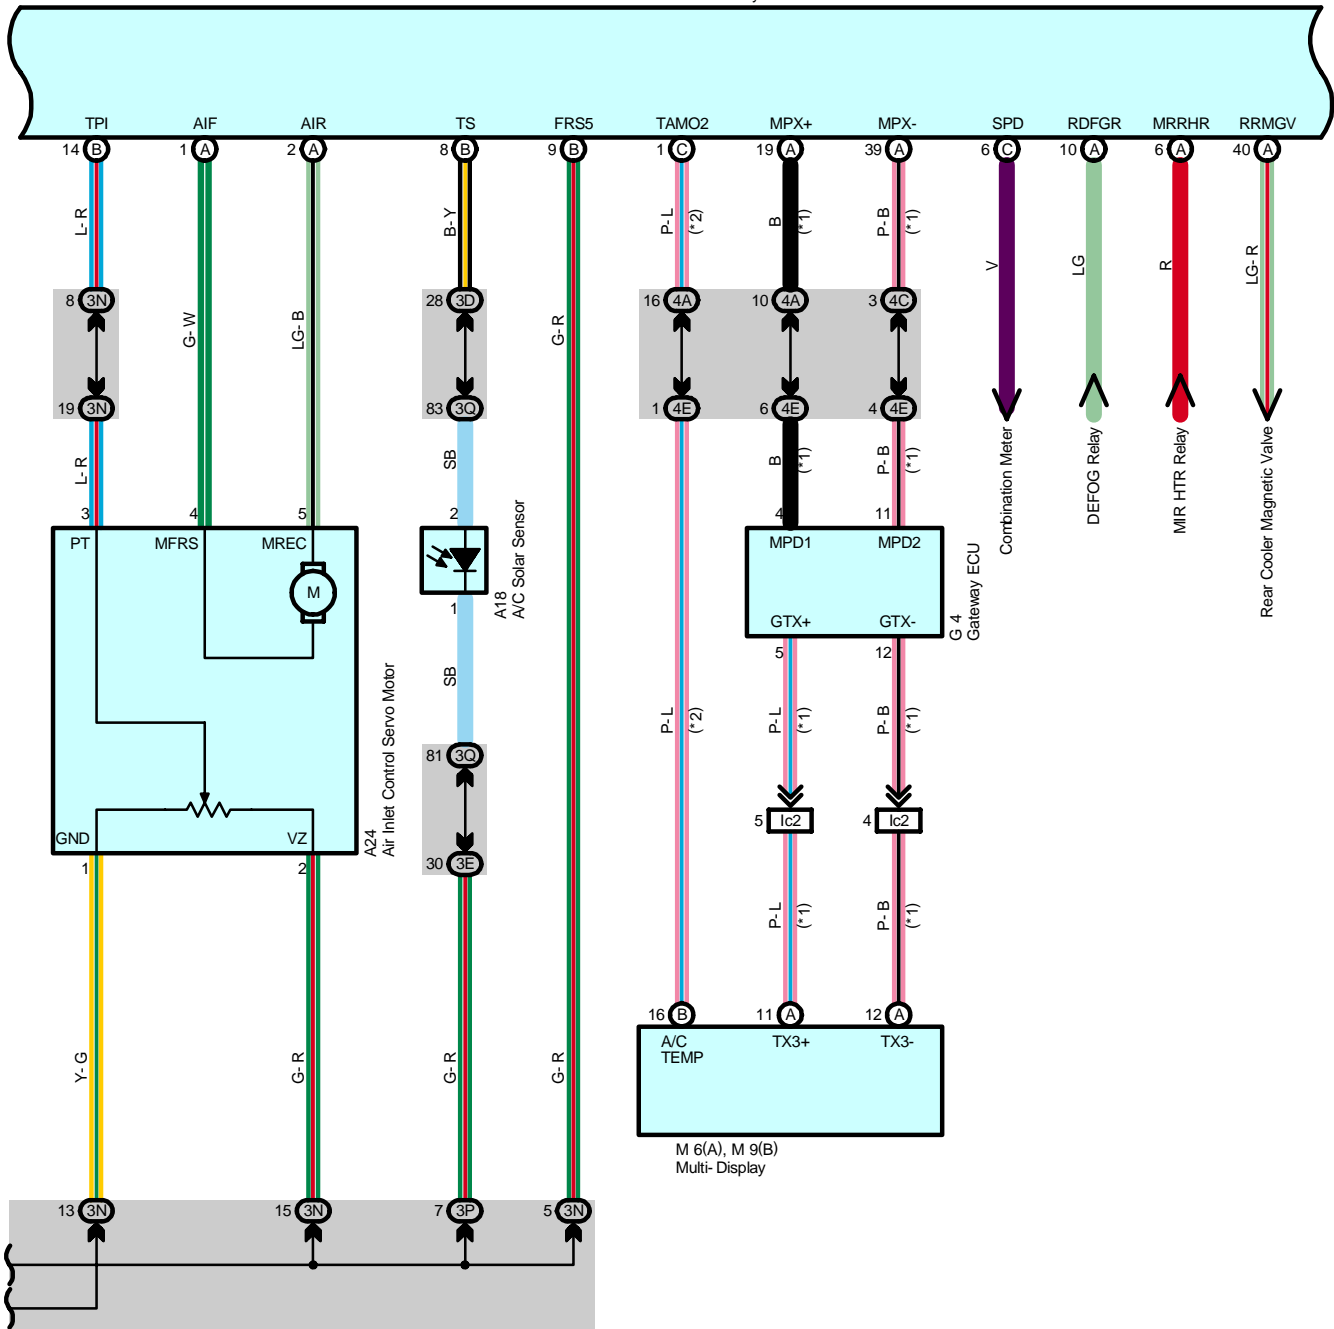 TPI AIF AIR TS FRS5 TAMO2 MPX+ MPX- SPD RDFGR MRRHR RRMGV
14 B 1 A 2 A 8 B 9 B 1 C 19 A 39 A 6 C 10 A 6 A 40 A
L-R
G-W
LG-B
B-Y
G-R
P-L
(*2)
B
(*1)
P-B
(*1)
V
LG
R
LG-R
8 3N 28 3D 16 4A 10 4A 3 4C
19 3N 83 3Q 1 4E 6 4E 4 4E
L-R
SB
B
(*1)
P-B
(*1)
Combination Meter
DEFOG Relay
MIR HTR Relay
Rear Cooler Magnetic Valve
3 4 5 2 4 11
PT MFRS MREC MPD1 MPD2
M
A18
A/C Solar Sensor
1
GTX+ GTX-
G 4
Gateway ECU
5 12
SB
P-L
(*2)
P-L
(*1)
P-B
(*1)
A24
Air Inlet Control Servo Motor
81 3Q
5 Ic2 4 Ic2
GND VZ
1 2
30 3E
P-L
(*1)
P-B
(*1)
16 B 11 A 12 A
A/C
TEMP
TX3+ TX3-
Y-G
G-R
G-R
G-R
M 6(A), M 9(B)
Multi-Display
13 3N 15 3N 7 3P 5 3N